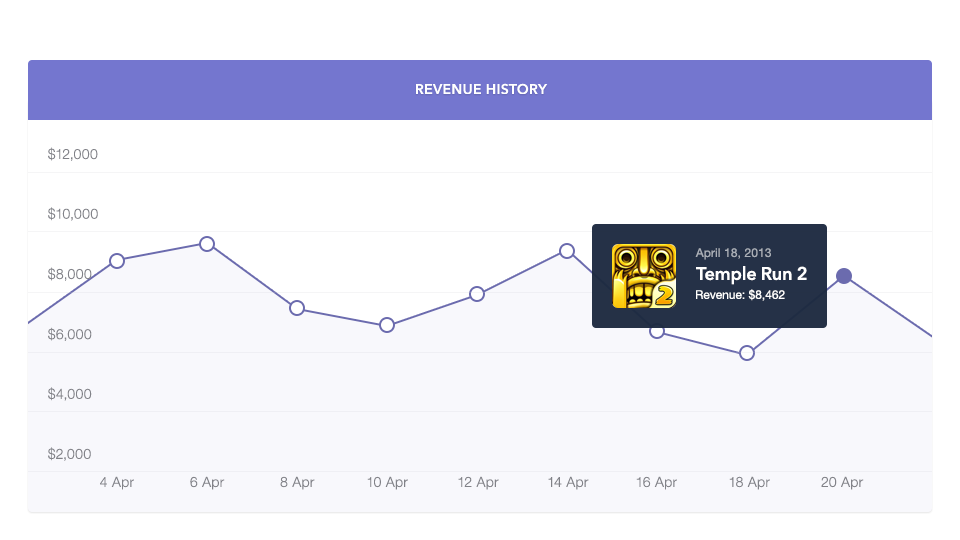 REVENUE HISTORY
$12,000
$10,000
$8,000
$6,000
$4,000
$2,000
April 18, 2013
Temple Run 2
Revenue: $8,462
2
4 Apr 6 Apr 8 Apr 10 Apr 12 Apr 14 Apr 16 Apr 18 Apr 20 Apr